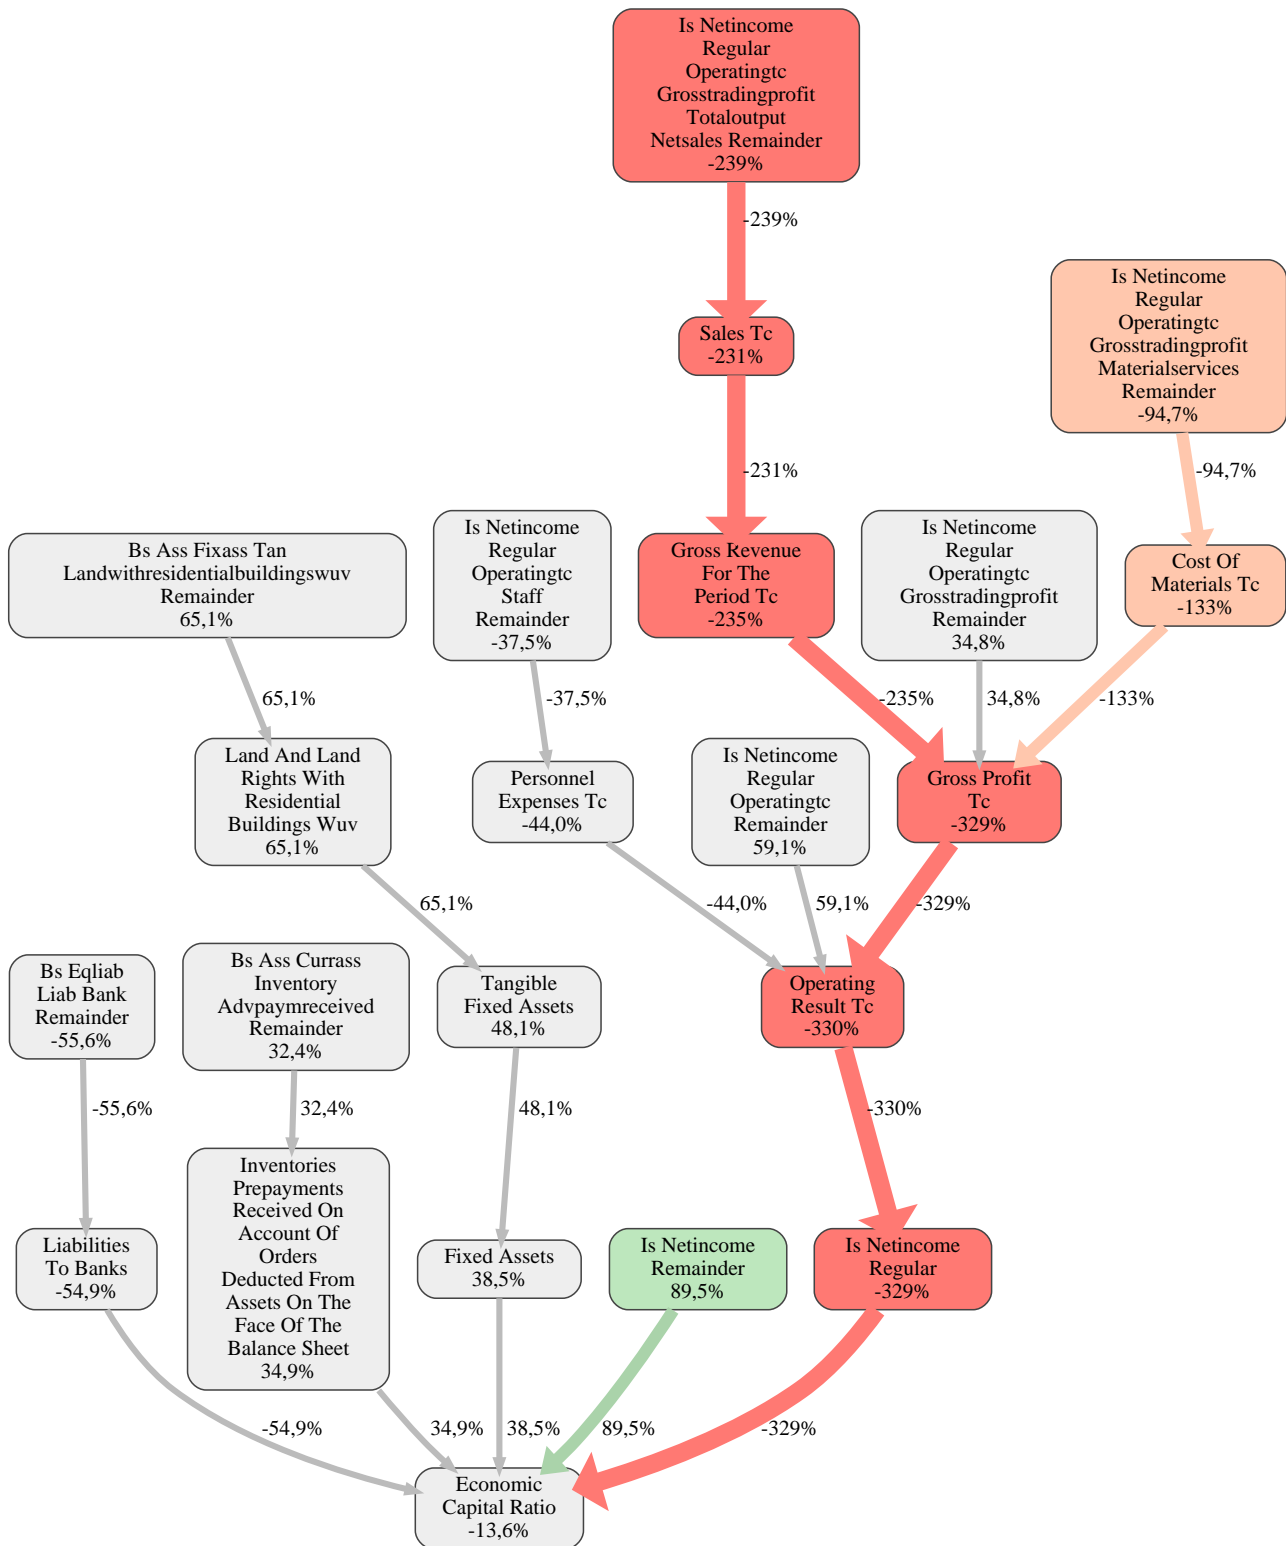 Is Netincome
Regular
Operatingtc
Grosstradingprofit
Totaloutput
Netsales Remainder
-239%
-239%
Is Netincome
Regular
Operatingtc
Grosstradingprofit
Materialservices
Remainder
-94,7%
Sales Tc
-231%
-231%
-94,7%
Bs Ass Fixass Tan
Landwithresidentialbuildingswuv
Remainder
65,1%
Is Netincome
Regular
Operatingtc
Staff
Remainder
-37,5%
Gross Revenue
For The
Period Tc
-235%
Is Netincome
Regular
Operatingtc
Grosstradingprofit
Remainder
34,8%
Cost Of
Materials Tc
-133%
65,1%
-37,5%
-235%
34,8%
-133%
Land And Land
Rights With
Residential
Buildings Wuv
65,1%
Personnel
Expenses Tc
-44,0%
Is Netincome
Regular
Operatingtc
Remainder
59,1%
Gross Profit
Tc
-329%
65,1%
-44,0%
59,1%
-329%
Bs Eqliab
Liab Bank
Remainder
-55,6%
Bs Ass Currass
Inventory
Advpaymreceived
Remainder
32,4%
Tangible
Fixed Assets
48,1%
Operating
Result Tc
-330%
-55,6%
32,4%
48,1%
-330%
Liabilities
To Banks
-54,9%
Inventories
Prepayments
Received On
Account Of
Orders
Deducted From
Assets On The
Face Of The
Balance Sheet
34,9%
Fixed Assets
38,5%
Is Netincome
Remainder
89,5%
Is Netincome
Regular
-329%
-54,9%
34,9%
38,5%
89,5%
-329%
Economic
Capital Ratio
-13,6%